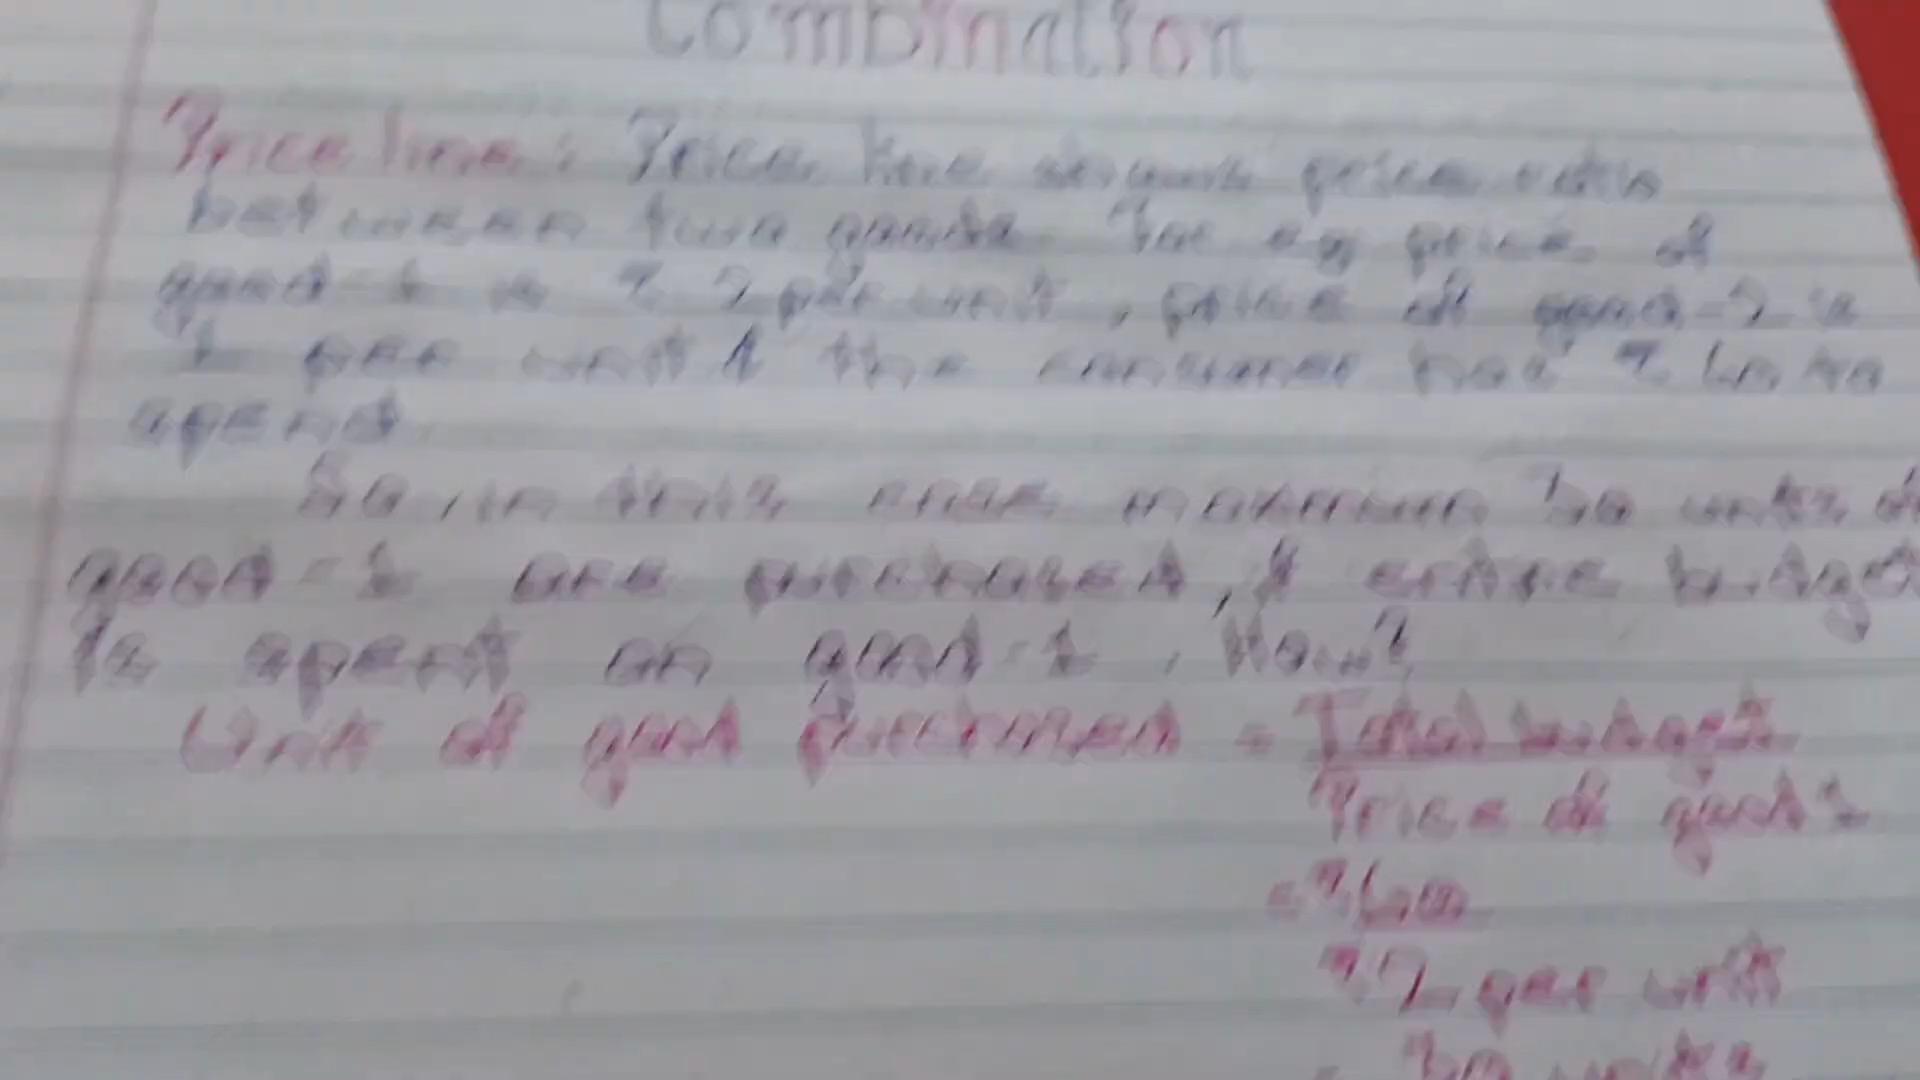 Combination
Price line: Price line shows price ratio
between two goods. For eg price of
good-1 is ₹ 2 per unit, price of good-2 is
1 per unit & the consumer has ₹ to
spend.
So, in this case maximum 30 units of
good-1 are purchased, if entire budget
is spent on good-1. How?
Unit of good purchased = Total budget
Price of good 1
= ₹ 60
₹ 2 per unit
= 30 units